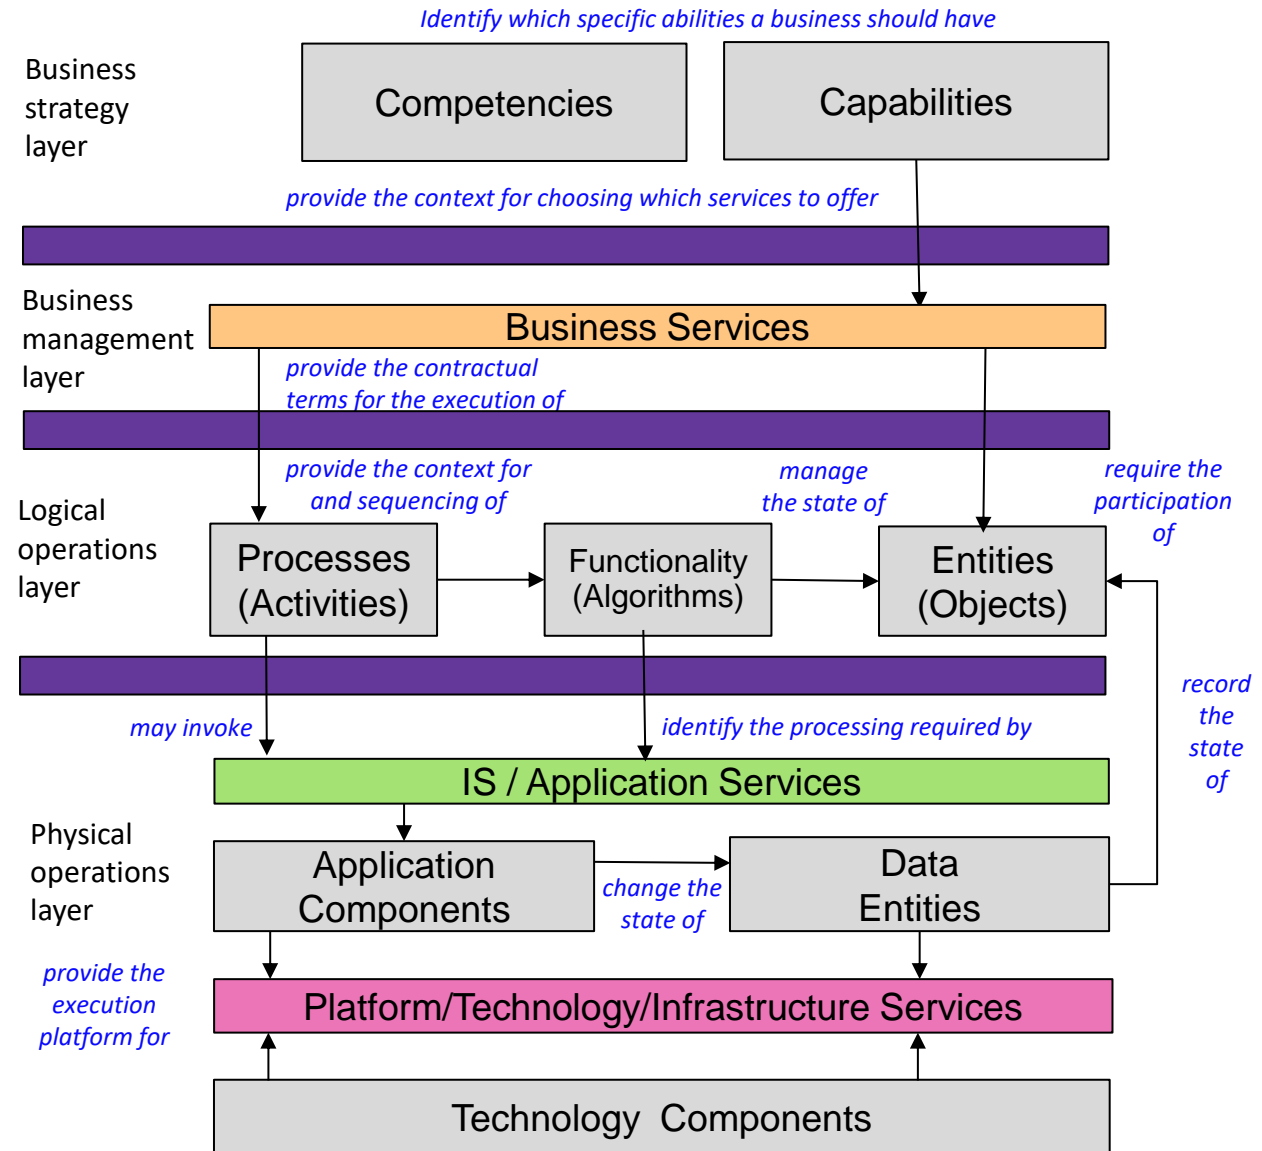 Identify which specific abilities a business should have
Business
strategy
layer
Competencies
Capabilities
provide the context for choosing which services to offer
Business
management
layer
Business Services
provide the contractual
terms for the execution of
provide the context for
and sequencing of
manage
the state of
require the
participation
of
Logical
operations
layer
Processes
(Activities)
Functionality
(Algorithms)
Entities
(Objects)
may invoke
identify the processing required by
record
the
state
of
IS / Application Services
Physical
operations
layer
Application
Components
change the
state of
Data
Entities
provide the
execution
platform for
Platform/Technology/Infrastructure Services
Technology Components